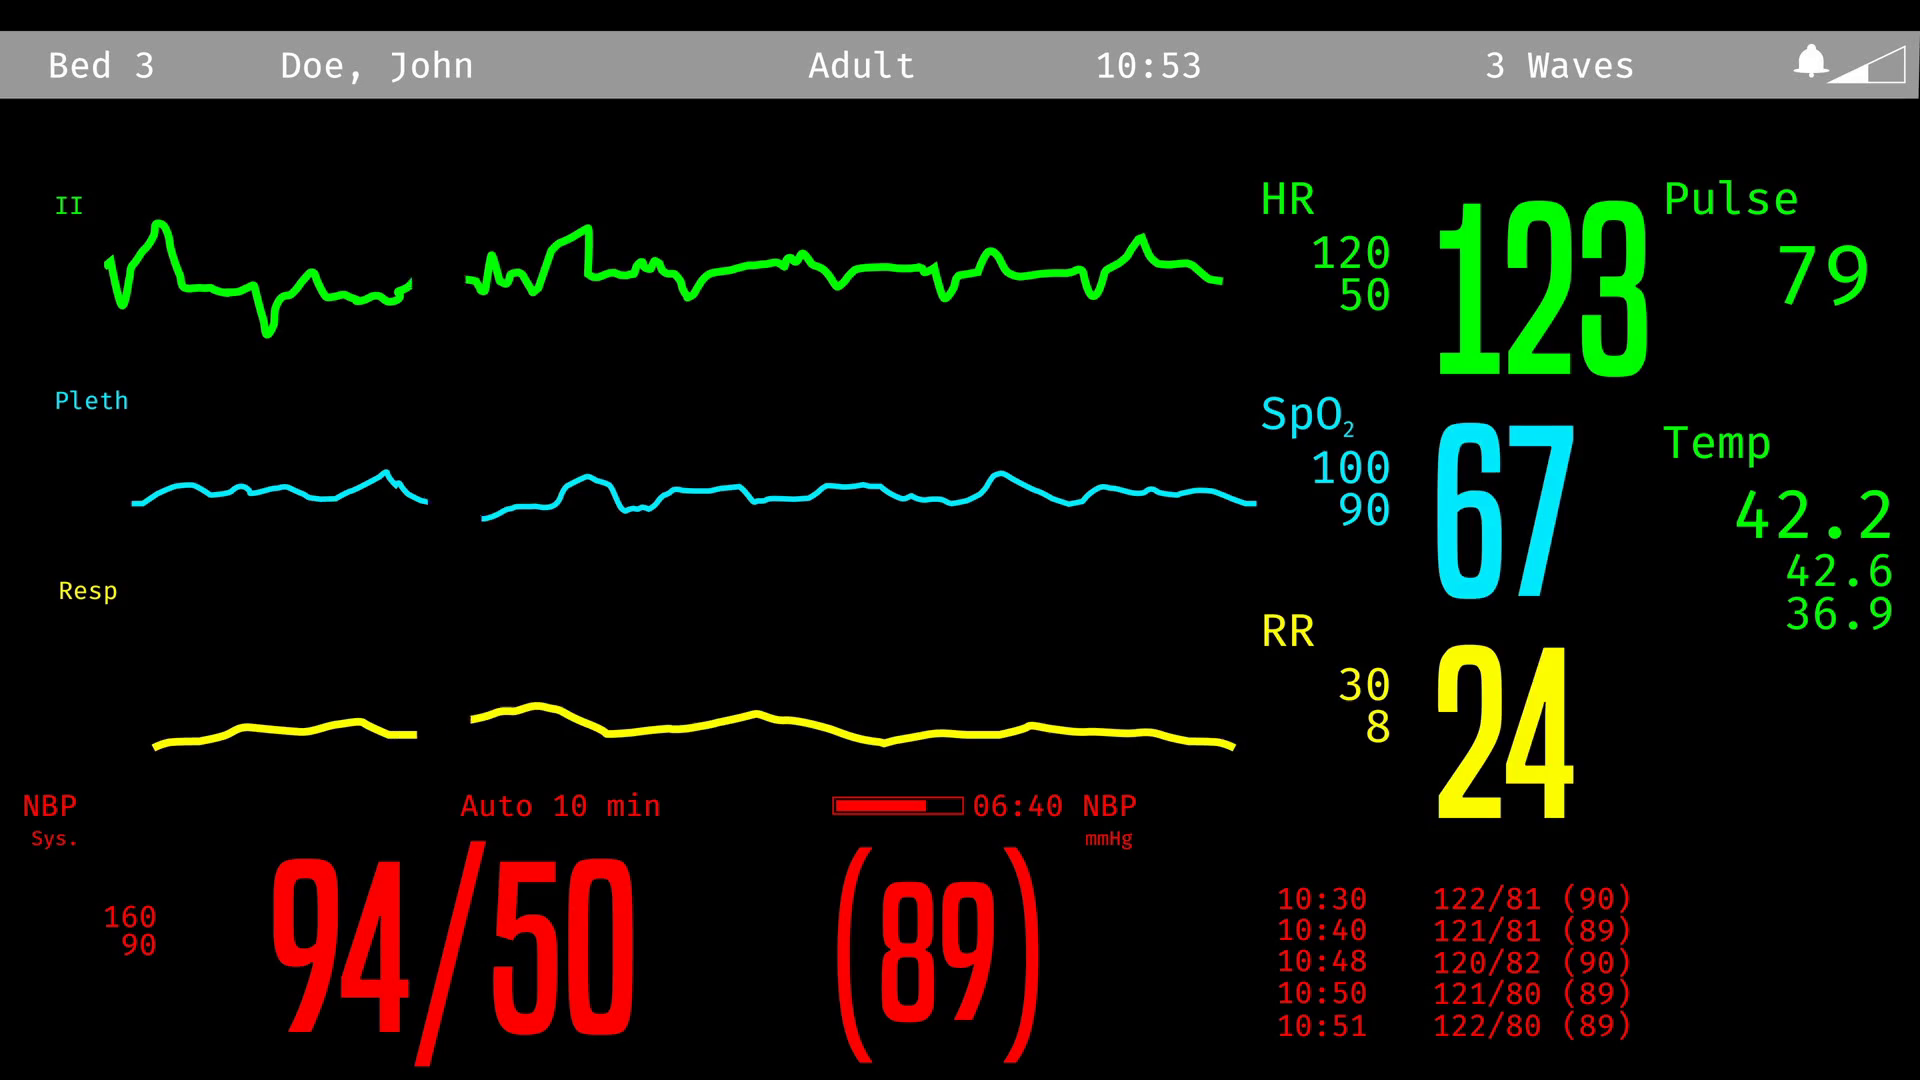 Bed 3 Doe, John Adult 10:53 3 Waves
II
HR
120
50
123
Pulse
79
Pleth
SpO2
100
90
67
Temp
42.2
42.6
36.9
Resp
RR
30
8
24
NBP
Sys.
Auto 10 min
06:40 NBP
mmHg
160
90
94/50
(89)
10:30 122/81 (90)
10:40 121/81 (89)
10:48 120/82 (90)
10:50 121/80 (89)
10:51 122/80 (89)